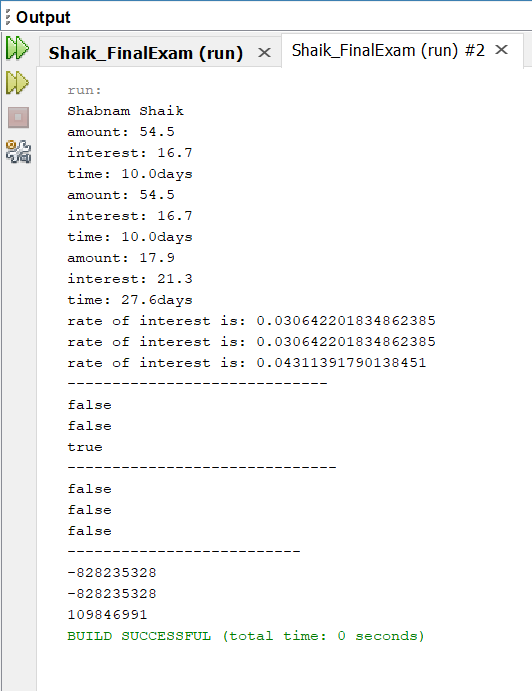 Output
Shaik_FinalExam (run)
Shaik_FinalExam (run) #2
run:
Shabnam Shaik
amount: 54.5
interest: 16.7
time: 10.0days
amount: 54.5
interest: 16.7
time: 10.0days
amount: 17.9
interest: 21.3
time: 27.6days
rate of interest is: 0.030642201834862385
rate of interest is: 0.030642201834862385
rate of interest is: 0.04311391790138451
-----------------------------
false
false
true
------------------------------
false
false
false
--------------------------
-828235328
-828235328
109846991
BUILD SUCCESSFUL (total time: 0 seconds)